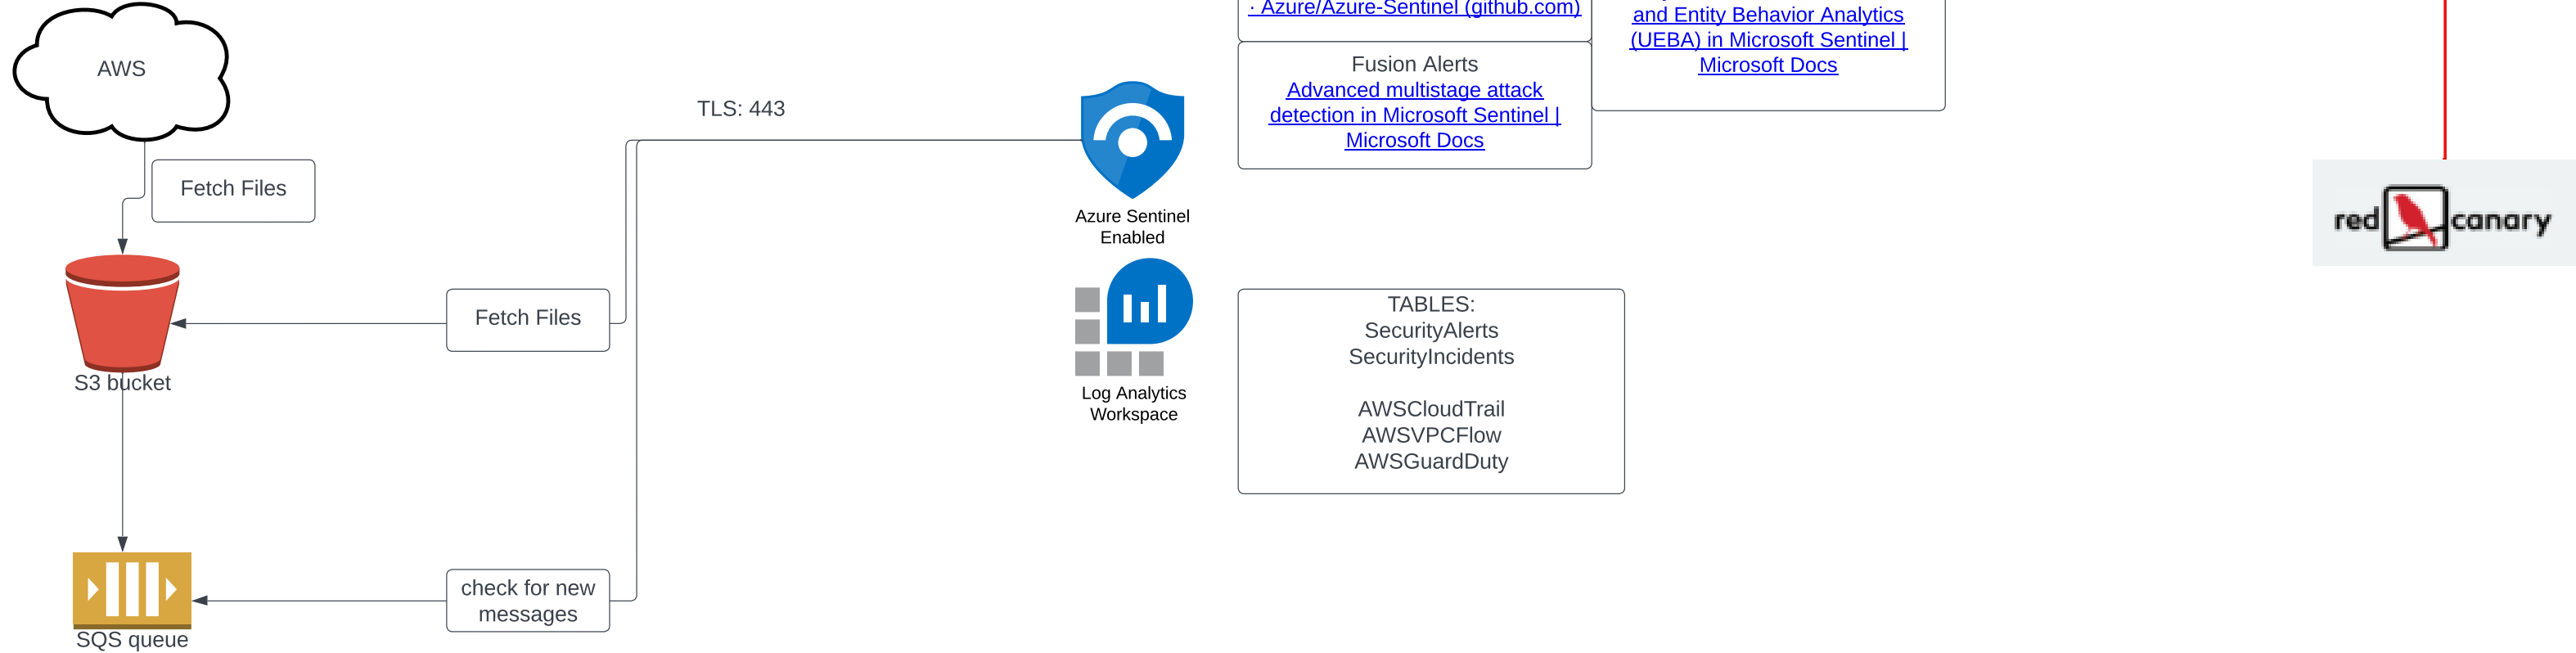 · Azure/Azure-Sentinel (github.com)
and Entity Behavior Analytics
(UEBA) in Microsoft Sentinel |
Microsoft Docs
AWS
Fusion Alerts
Advanced multistage attack
detection in Microsoft Sentinel |
Microsoft Docs
TLS: 443
Fetch Files
Azure Sentinel
Enabled
red canary
Fetch Files
S3 bucket
Log Analytics
Workspace
TABLES:
SecurityAlerts
SecurityIncidents
AWSCloudTrail
AWSVPCFlow
AWSGuardDuty
check for new
messages
SQS queue